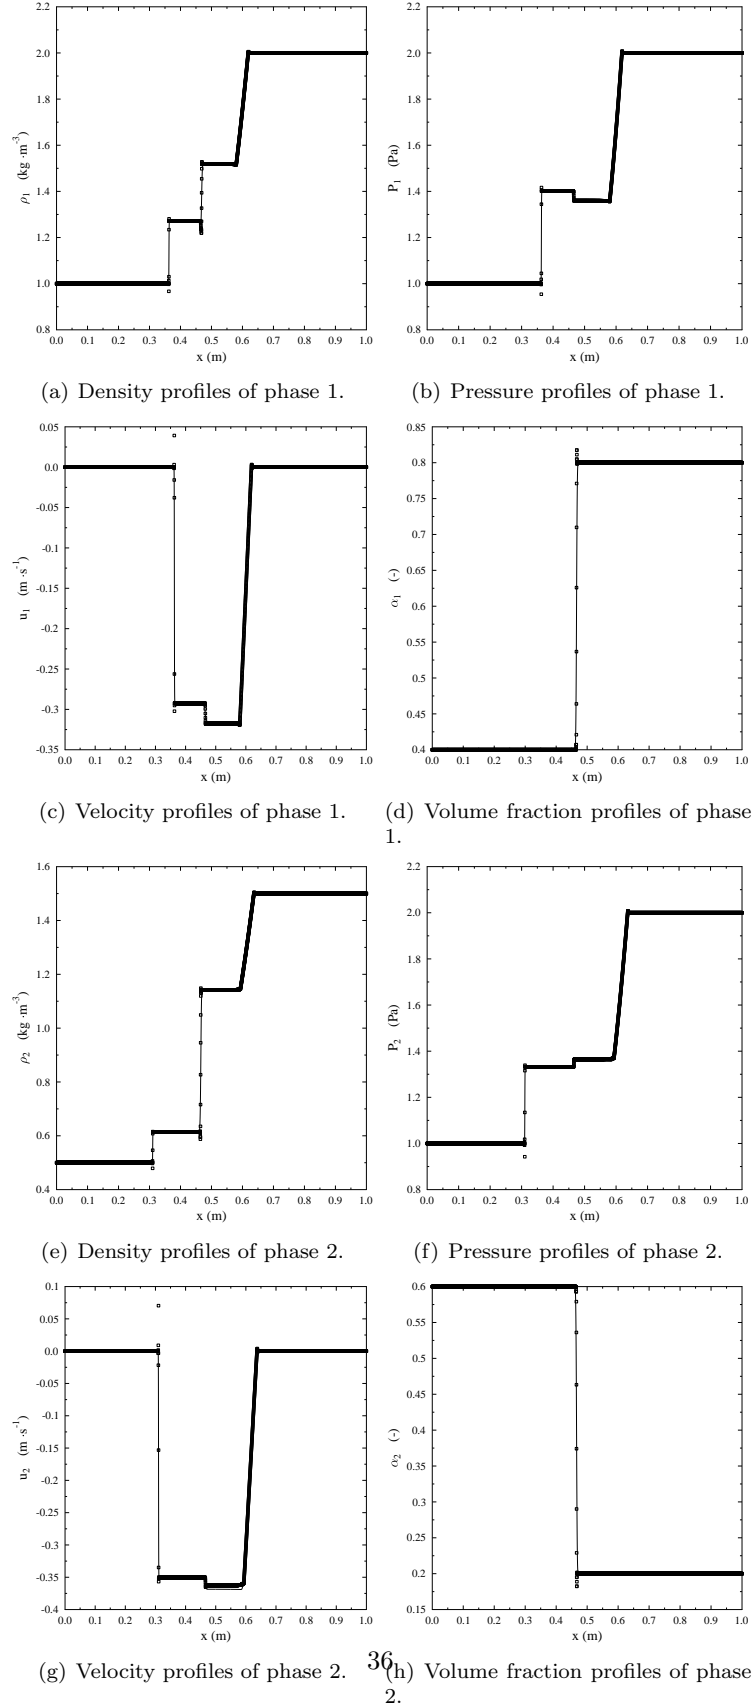 2.2
2.0
1.8
1.6
1.4
1.2
1.0
0.8
ρ1 (kg ·m-3)
0.0 0.1 0.2 0.3 0.4 0.5 0.6 0.7 0.8 0.9 1.0
x (m)
(a) Density profiles of phase 1.
2.2
2.0
1.8
1.6
1.4
1.2
1.0
0.8
P1 (Pa)
0.0 0.1 0.2 0.3 0.4 0.5 0.6 0.7 0.8 0.9 1.0
x (m)
(b) Pressure profiles of phase 1.
0.05
0.0
-0.05
-0.1
-0.15
-0.2
-0.25
-0.3
-0.35
u1 (m ·s-1)
0.0 0.1 0.2 0.3 0.4 0.5 0.6 0.7 0.8 0.9 1.0
x (m)
(c) Velocity profiles of phase 1.
0.85
0.8
0.75
0.7
0.65
0.6
0.55
0.5
0.45
0.4
α1 (-)
0.0 0.1 0.2 0.3 0.4 0.5 0.6 0.7 0.8 0.9 1.0
x (m)
(d) Volume fraction profiles of phase
1.
1.6
1.4
1.2
1.0
0.8
0.6
0.4
ρ2 (kg ·m-3)
0.0 0.1 0.2 0.3 0.4 0.5 0.6 0.7 0.8 0.9 1.0
x (m)
(e) Density profiles of phase 2.
2.2
2.0
1.8
1.6
1.4
1.2
1.0
0.8
P2 (Pa)
0.0 0.1 0.2 0.3 0.4 0.5 0.6 0.7 0.8 0.9 1.0
x (m)
(f) Pressure profiles of phase 2.
0.1
0.05
0.0
-0.05
-0.1
-0.15
-0.2
-0.25
-0.3
-0.35
-0.4
u2 (m ·s-1)
0.0 0.1 0.2 0.3 0.4 0.5 0.6 0.7 0.8 0.9 1.0
x (m)
(g) Velocity profiles of phase 2.
0.6
0.55
0.5
0.45
0.4
0.35
0.3
0.25
0.2
0.15
α2 (-)
0.0 0.1 0.2 0.3 0.4 0.5 0.6 0.7 0.8 0.9 1.0
x (m)
(h) Volume fraction profiles of phase
2.
36